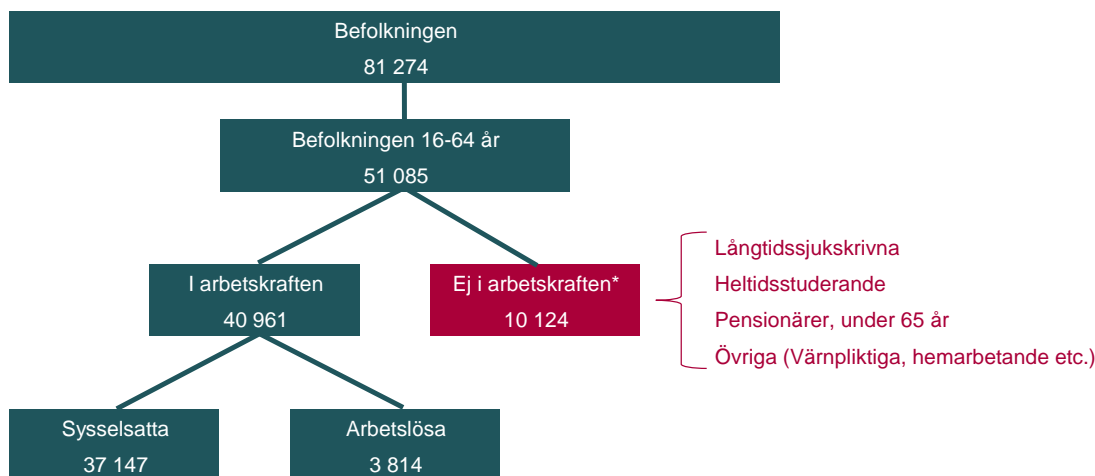 Befolkningen
81 274
Befolkningen 16-64 år
51 085
I arbetskraften
40 961
Ej i arbetskraften*
10 124
Långtidssjukskrivna
Heltidsstuderande
Pensionärer, under 65 år
Övriga (Värnpliktiga, hemarbetande etc.)
Sysselsatta
37 147
Arbetslösa
3 814